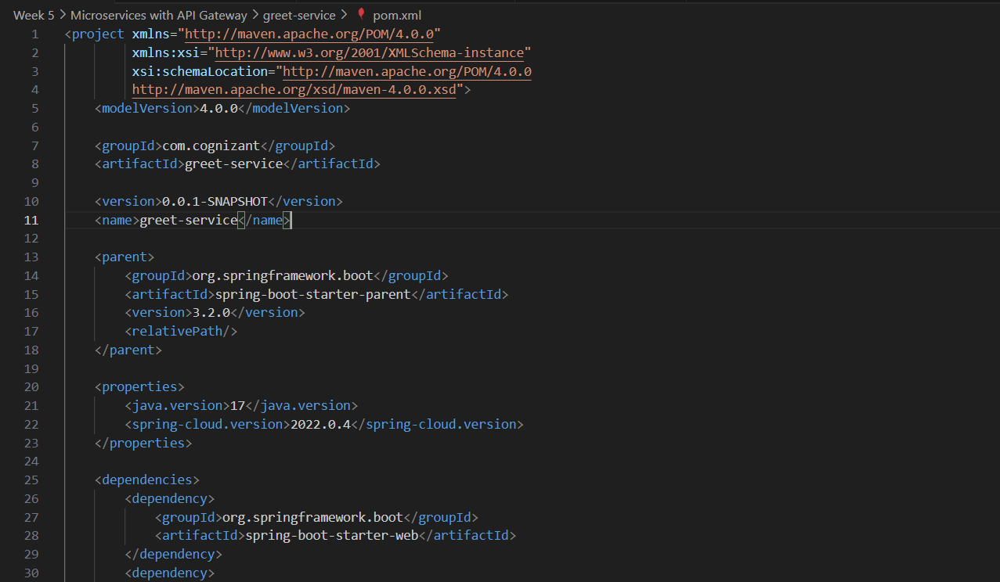 Week 5 > Microservices with API Gateway > greet-service > pom.xml
1 <project xmlns="http://maven.apache.org/POM/4.0.0"
2 xmlns:xsi="http://www.w3.org/2001/XMLSchema-instance"
3 xsi:schemaLocation="http://maven.apache.org/POM/4.0.0
4 http://maven.apache.org/xsd/maven-4.0.0.xsd">
5 <modelVersion>4.0.0</modelVersion>
6
7 <groupId>com.cognizant</groupId>
8 <artifactId>greet-service</artifactId>
9
10 <version>0.0.1-SNAPSHOT</version>
11 <name>greet-service</name>
12
13 <parent>
14 <groupId>org.springframework.boot</groupId>
15 <artifactId>spring-boot-starter-parent</artifactId>
16 <version>3.2.0</version>
17 <relativePath/>
18 </parent>
19
20 <properties>
21 <java.version>17</java.version>
22 <spring-cloud.version>2022.0.4</spring-cloud.version>
23 </properties>
24
25 <dependencies>
26 <dependency>
27 <groupId>org.springframework.boot</groupId>
28 <artifactId>spring-boot-starter-web</artifactId>
29 </dependency>
30 <dependency>